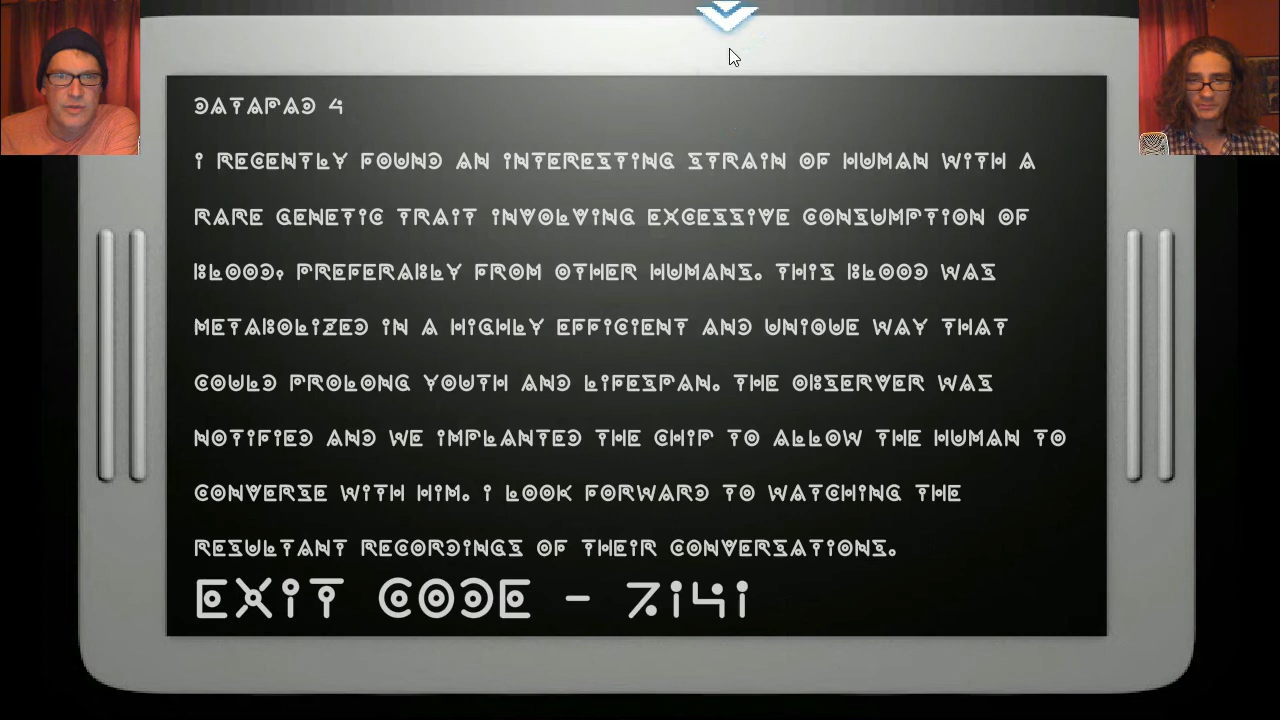 DATAPAD 4
I RECENTLY FOUND AN INTERESTING STRAIN OF HUMAN WITH A
RARE GENETIC TRAIT INVOLVING EXCESSIVE CONSUMPTION OF
BLOOD, PREFERABLY FROM OTHER HUMANS. THIS BLOOD WAS
METABOLIZED IN A HIGHLY EFFICIENT AND UNIQUE WAY THAT
COULD PROLONG YOUTH AND LIFESPAN. THE OBSERVER WAS
NOTIFIED AND WE IMPLANTED THE CHIP TO ALLOW THE HUMAN TO
CONVERSE WITH HIM. I LOOK FORWARD TO WATCHING THE
RESULTANT RECORDINGS OF THEIR CONVERSATIONS.
EXIT CODE - 7141